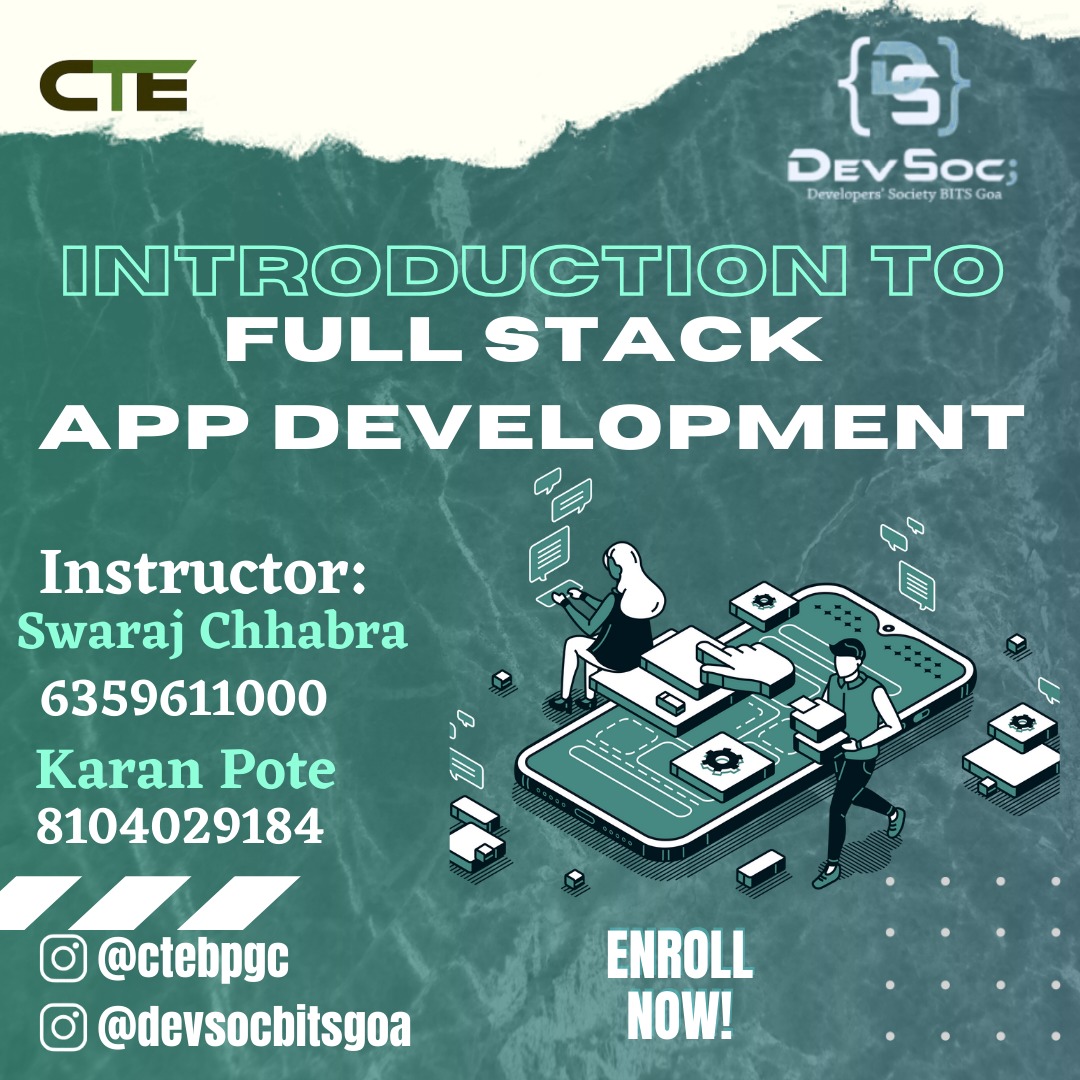 CTE
DS
DEVSOC;
Developers' Society BITS Goa
INTRODUCTION TO
FULL STACK
APP DEVELOPMENT
Instructor:
Swaraj Chhabra
6359611000
Karan Pote
8104029184
@ctebpgc
@devsocbitsgoa
ENROLL
NOW!